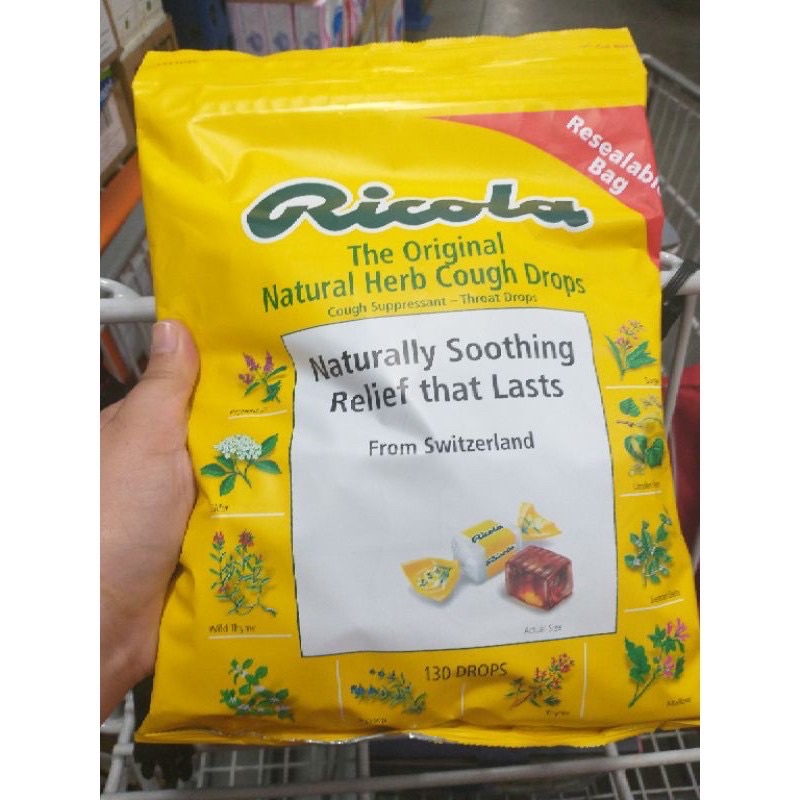 Resealable
Bag
Ricola
The Original
Natural Herb Cough Drops
Cough Suppressant – Throat Drops
Naturally Soothing
Relief that Lasts
From Switzerland
Wild Thyme
Ricola
Ricola
Actual Size
130 DROPS
Mallow